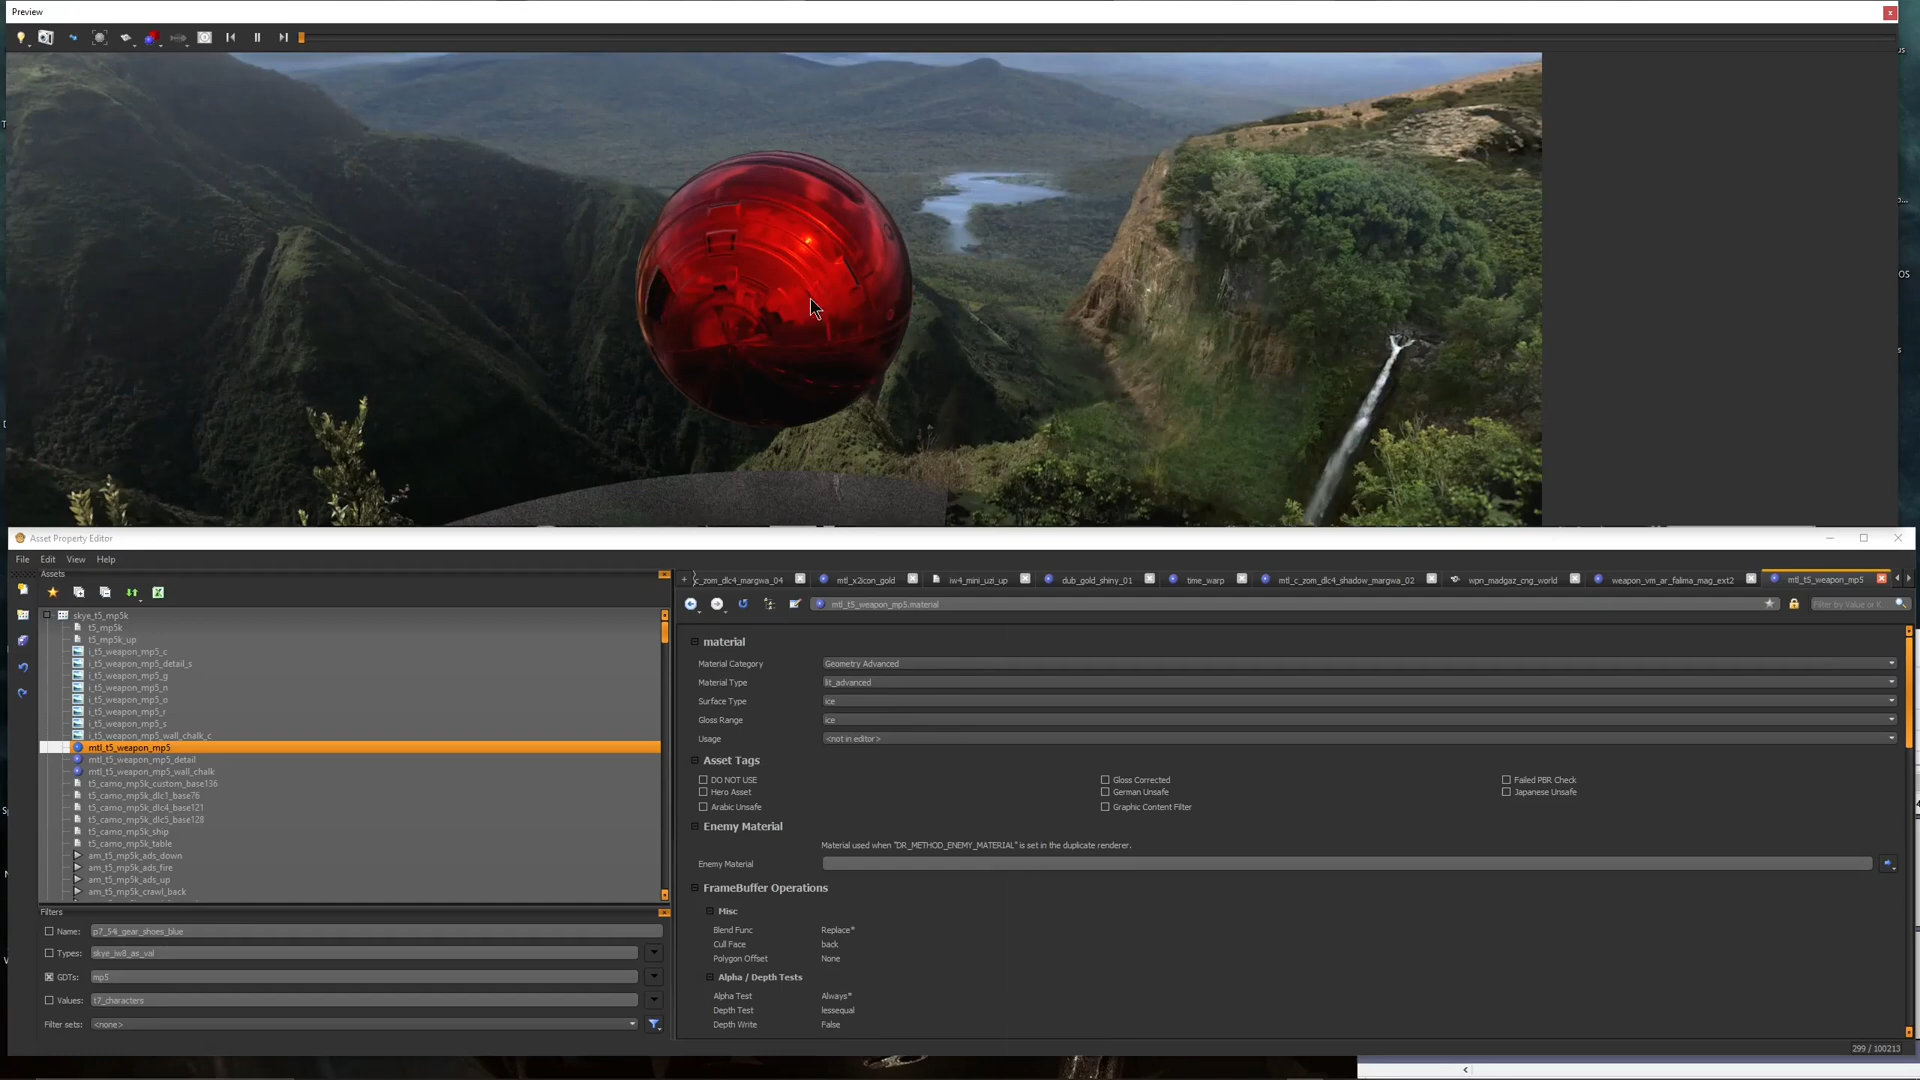 Preview
x
Asset Property Editor
File Edit View Help
Assets
skye_t5_mp5k
t5_mp5k
t5_mp5k_up
i_t5_weapon_mp5_c
i_t5_weapon_mp5_detail_s
i_t5_weapon_mp5_g
i_t5_weapon_mp5_n
i_t5_weapon_mp5_o
i_t5_weapon_mp5_r
i_t5_weapon_mp5_s
i_t5_weapon_mp5_wall_chalk_c
mtl_t5_weapon_mp5
mtl_t5_weapon_mp5_detail
mtl_t5_weapon_mp5_wall_chalk
t5_camo_mp5k_custom_base136
t5_camo_mp5k_dlc1_base76
t5_camo_mp5k_dlc4_base121
t5_camo_mp5k_dlc5_base128
t5_camo_mp5k_ship
t5_camo_mp5k_table
am_t5_mp5k_ads_down
am_t5_mp5k_ads_fire
am_t5_mp5k_ads_up
am_t5_mp5k_crawl_back
Filters
Name: p7_54i_gear_shoes_blue
Types: skye_iw8_as_val
GDTs: mp5
Values: t7_characters
Filter sets: <none>
c_zom_dlc4_margwa_04 mtl_x2icon_gold iw4_mini_uzi_up dub_gold_shiny_01 time_warp mtl_c_zom_dlc4_shadow_margwa_02 wpn_madgaz_cng_world weapon_vm_ar_falima_mag_ext2 mtl_t5_weapon_mp5
mtl_t5_weapon_mp5.material Filter by Value or K...
material
Material Category Geometry Advanced
Material Type lit_advanced
Surface Type ice
Gloss Range ice
Usage <not in editor>
Asset Tags
DO NOT USE Gloss Corrected Failed PBR Check
Hero Asset German Unsafe Japanese Unsafe
Arabic Unsafe Graphic Content Filter
Enemy Material
Material used when "DR_METHOD_ENEMY_MATERIAL" is set in the duplicate renderer.
Enemy Material
FrameBuffer Operations
Misc
Blend Func Replace*
Cull Face back
Polygon Offset None
Alpha / Depth Tests
Alpha Test Always*
Depth Test lessequal
Depth Write False
299 / 100213